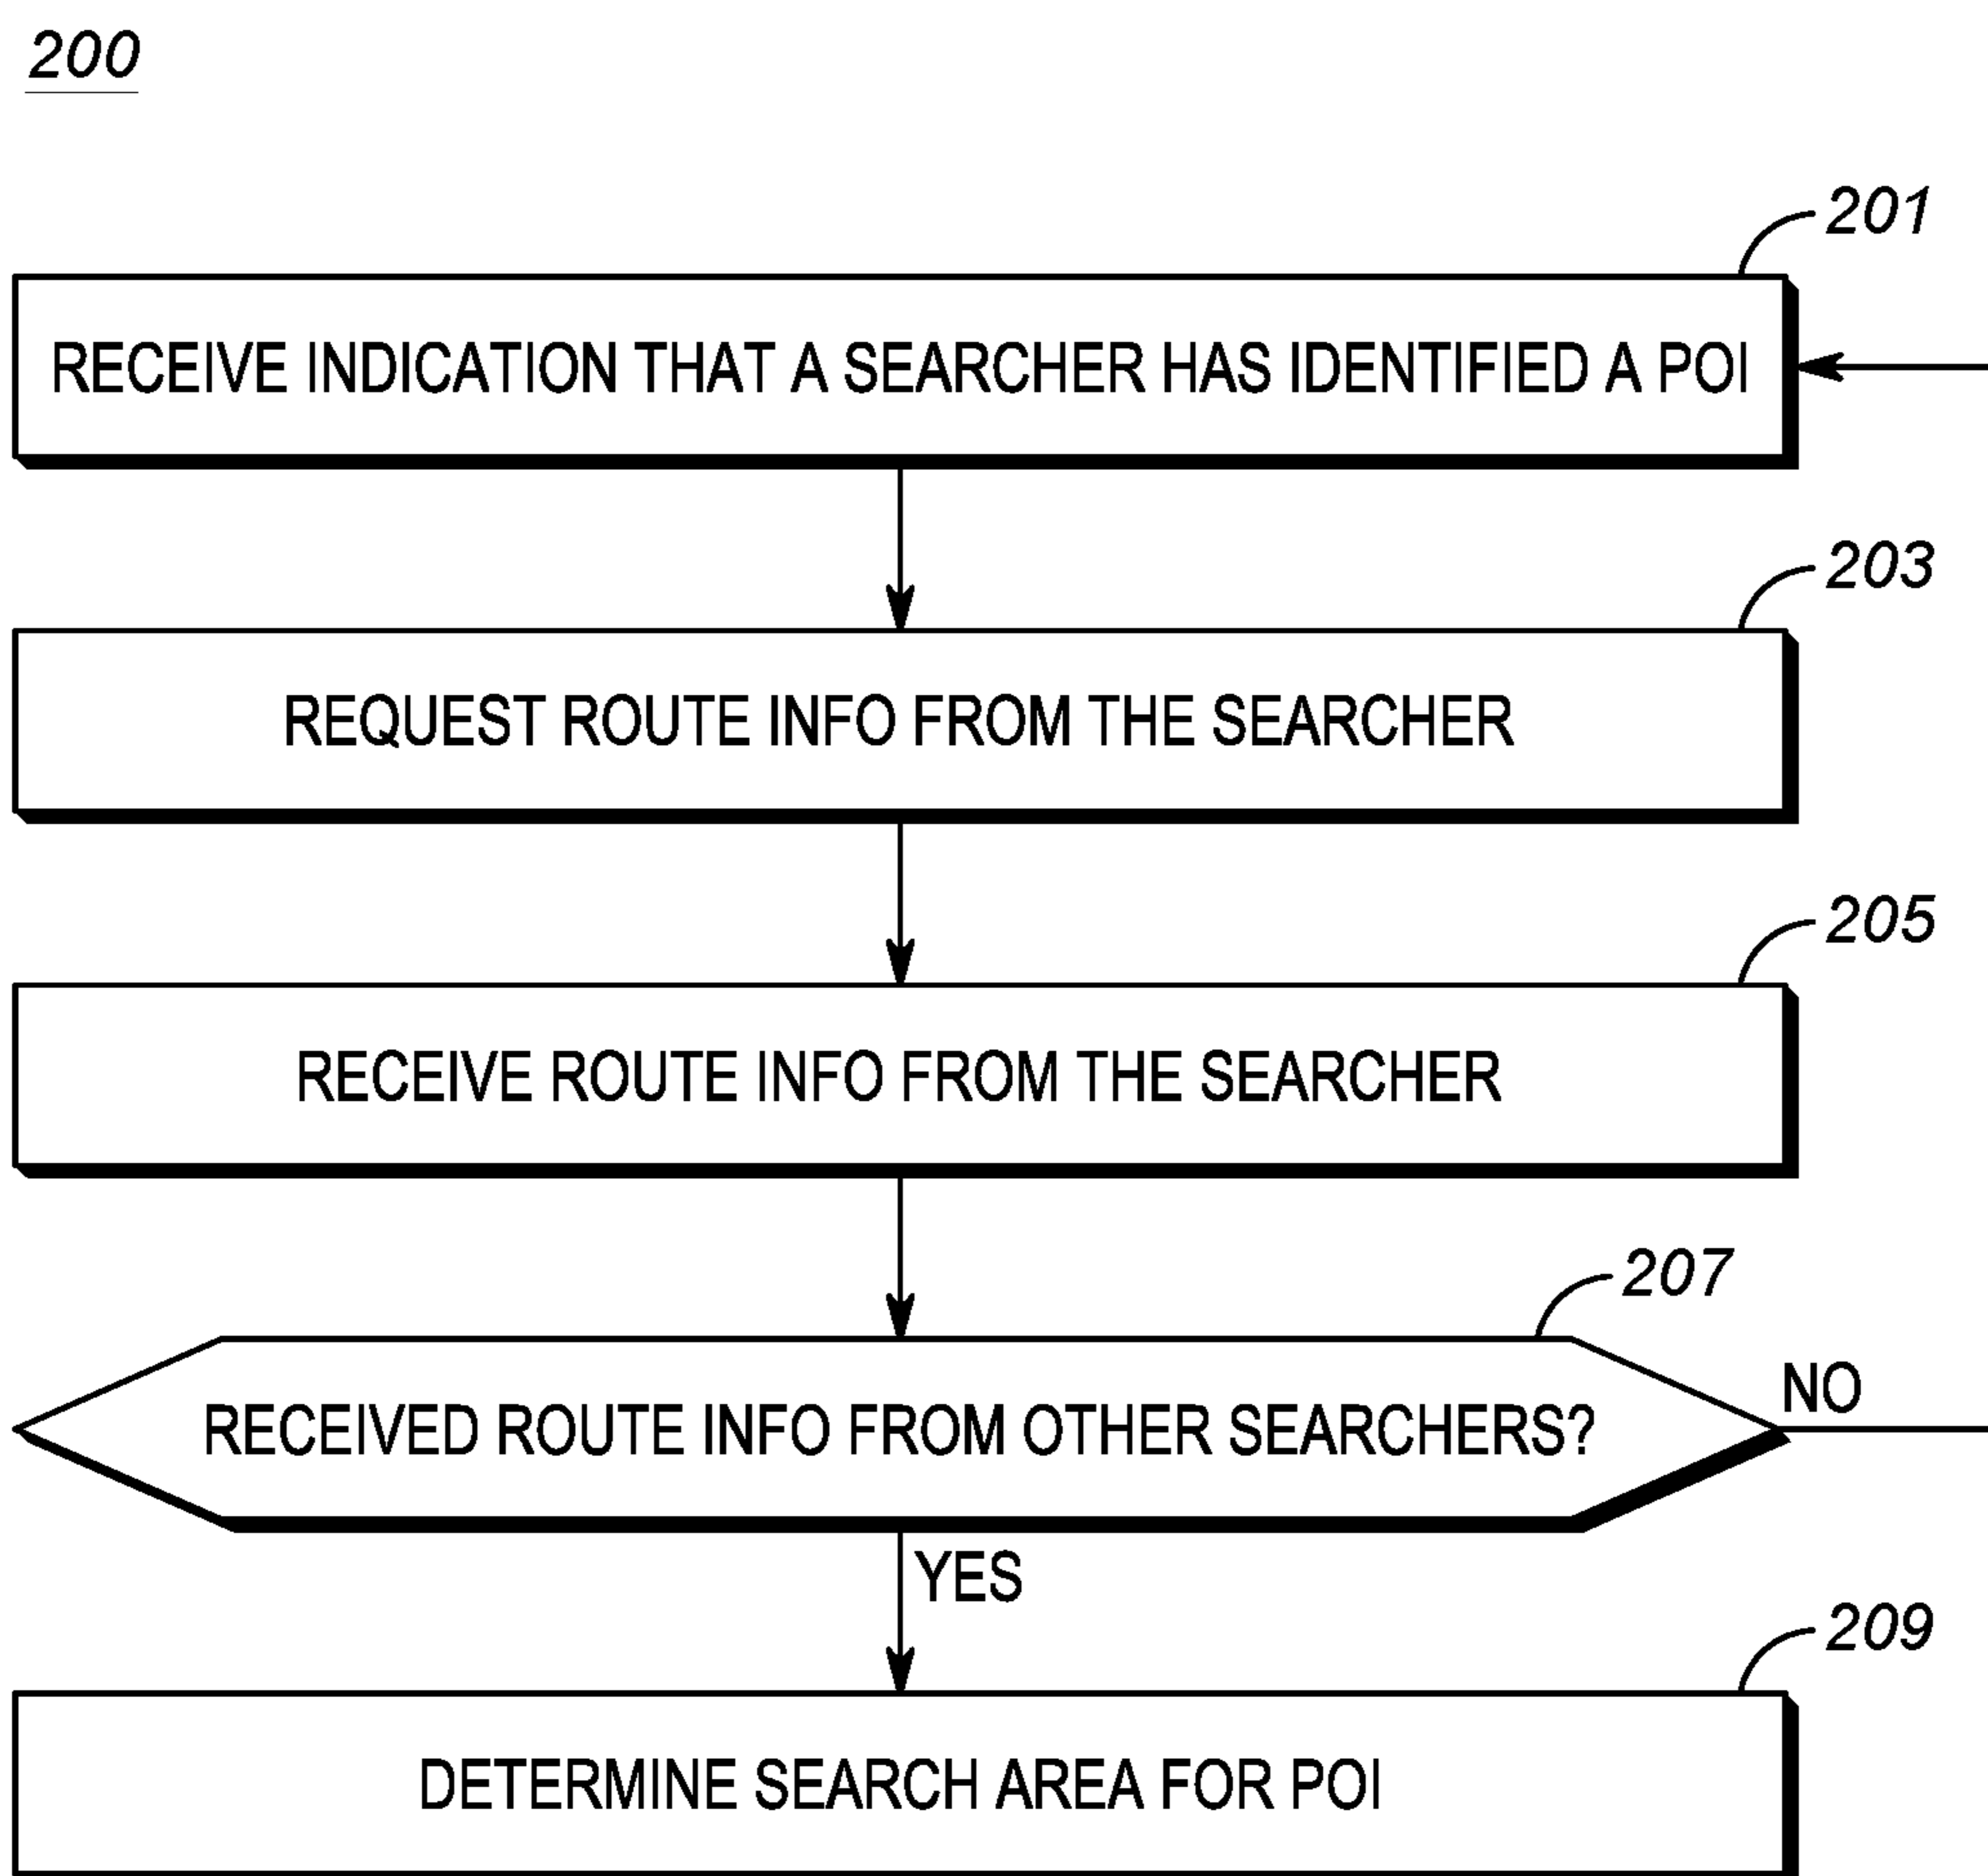 200
201
RECEIVE INDICATION THAT A SEARCHER HAS IDENTIFIED A POI
203
REQUEST ROUTE INFO FROM THE SEARCHER
205
RECEIVE ROUTE INFO FROM THE SEARCHER
207
RECEIVED ROUTE INFO FROM OTHER SEARCHERS?
NO
YES
209
DETERMINE SEARCH AREA FOR POI